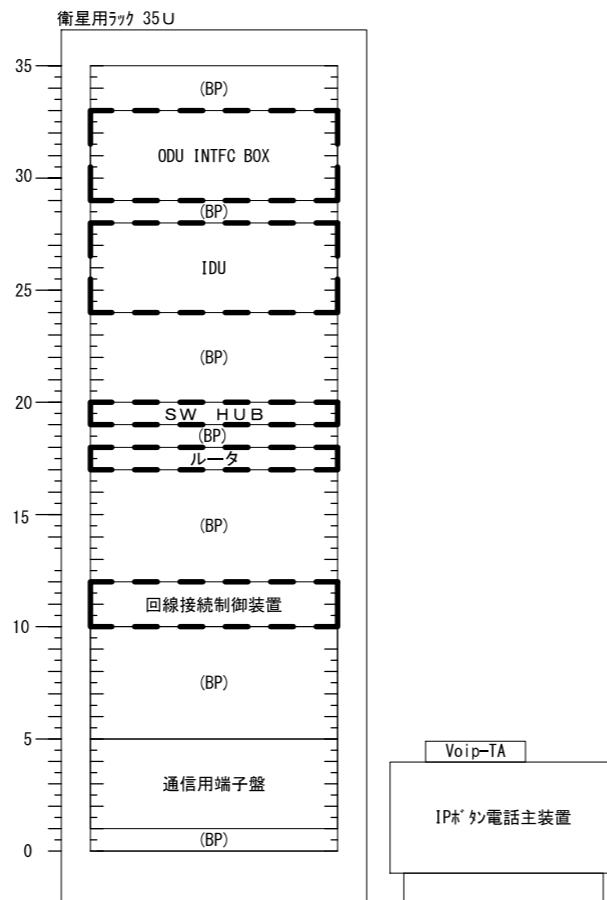 衛星用ﾗｯｸ 35Ｕ
35
(BP)
ODU INTFC BOX
30
(BP)
IDU
25
(BP)
20
ＳＷ　ＨＵＢ
(BP)
ルータ
15
(BP)
回線接続制御装置
10
(BP)
5
Voip-TA
通信用端子盤
IPﾎﾞﾀﾝ電話主装置
(BP)
0